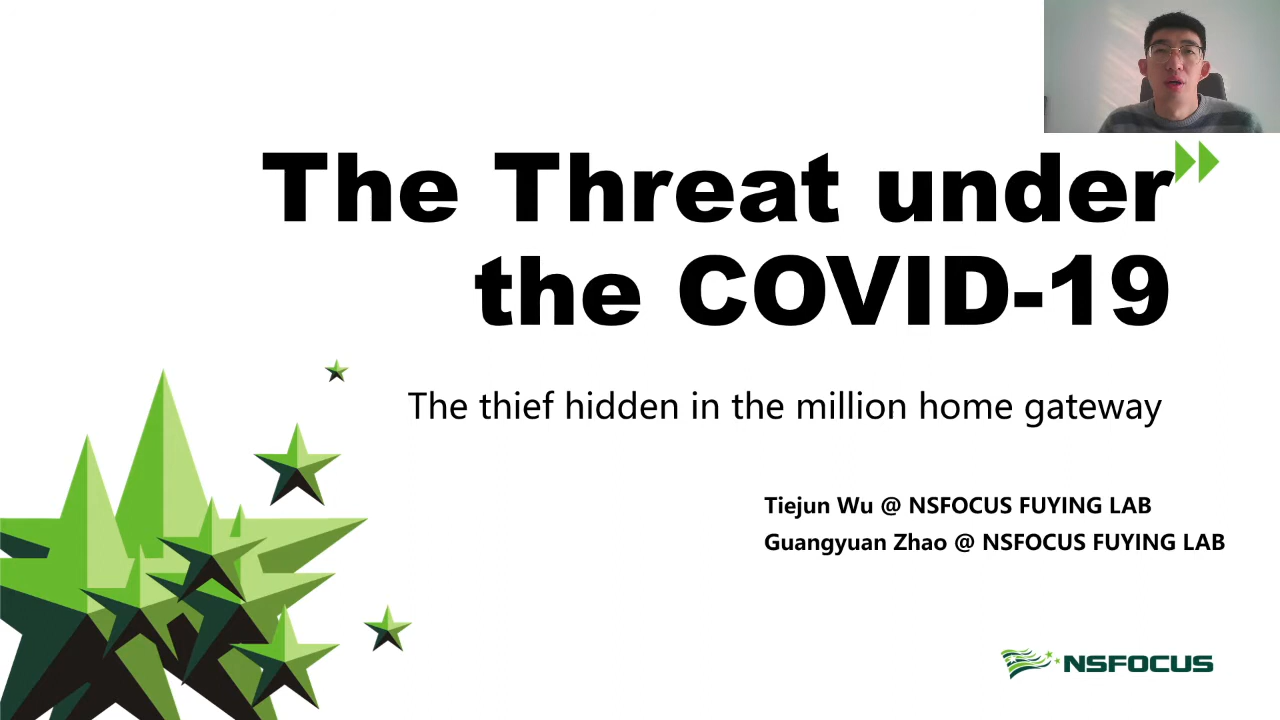 The Threat under
the COVID-19
The thief hidden in the million home gateway
Tiejun Wu @ NSFOCUS FUYING LAB
Guangyuan Zhao @ NSFOCUS FUYING LAB
NSFOCUS